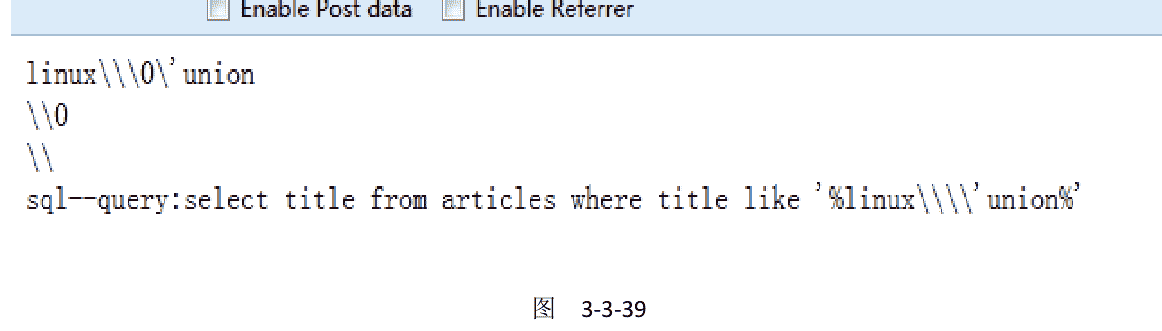 Enable Post data Enable Referrer
linux\\\0\'union
\\0
\\
sql--query:select title from articles where title like '%linux\\\\'union%'
图 3-3-39